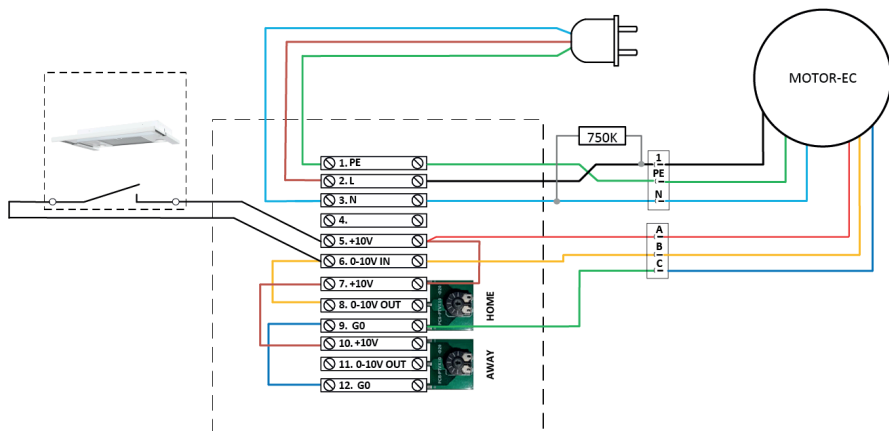 MOTOR-EC
750K
1
PE
N
1. PE
2. L
3. N
4.
5. +10V
6. 0-10V IN
7. +10V
8. 0-10V OUT
9. G0
10. +10V
11. 0-10V OUT
12. G0
A
B
C
HOME
AWAY